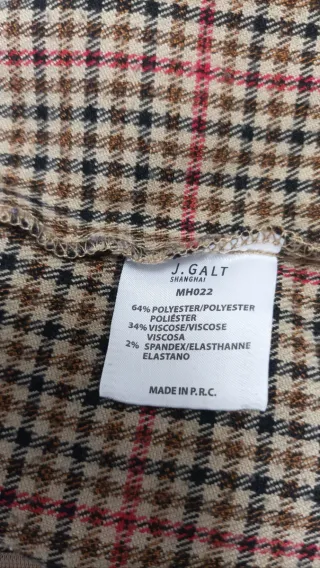 J. GALT
SHANGHAI
MH022
64% POLYESTER/POLYESTER
POLIÉSTER
34% VISCOSE/VISCOSE
VISCOSA
2% SPANDEX/ELASTHANNE
ELASTANO
MADE IN P.R.C.